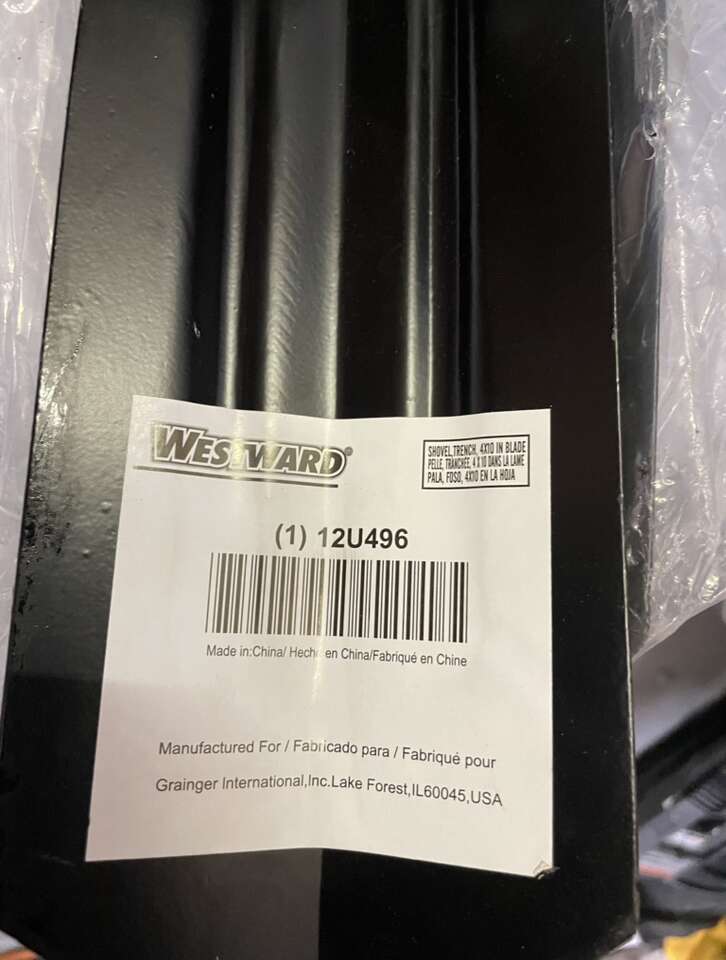 WESTWARD®
SHOVEL,TRENCH, 4X10 IN BLADE
PELLE, TRANCHÉE, 4 X 10 DANS LA LAME
PALA, FOSO, 4X10 EN LA HOJA
(1) 12U496
Made in:China/ Hecho en China/Fabriqué en Chine
Manufactured For / Fabricado para / Fabriqué pour
Grainger International,Inc.Lake Forest,IL60045,USA